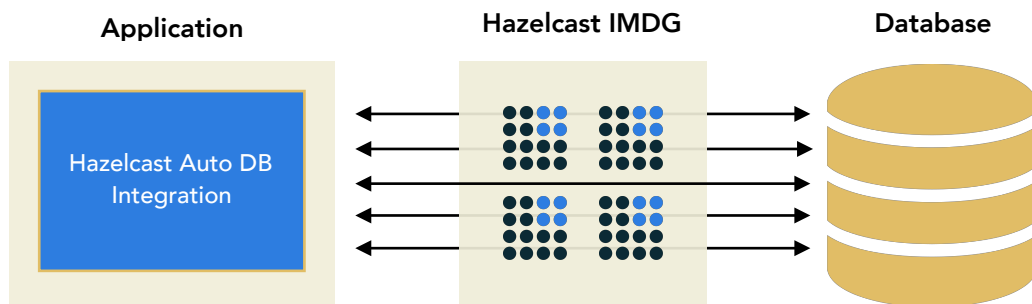 Application
Hazelcast IMDG
Database
Hazelcast Auto DB
Integration